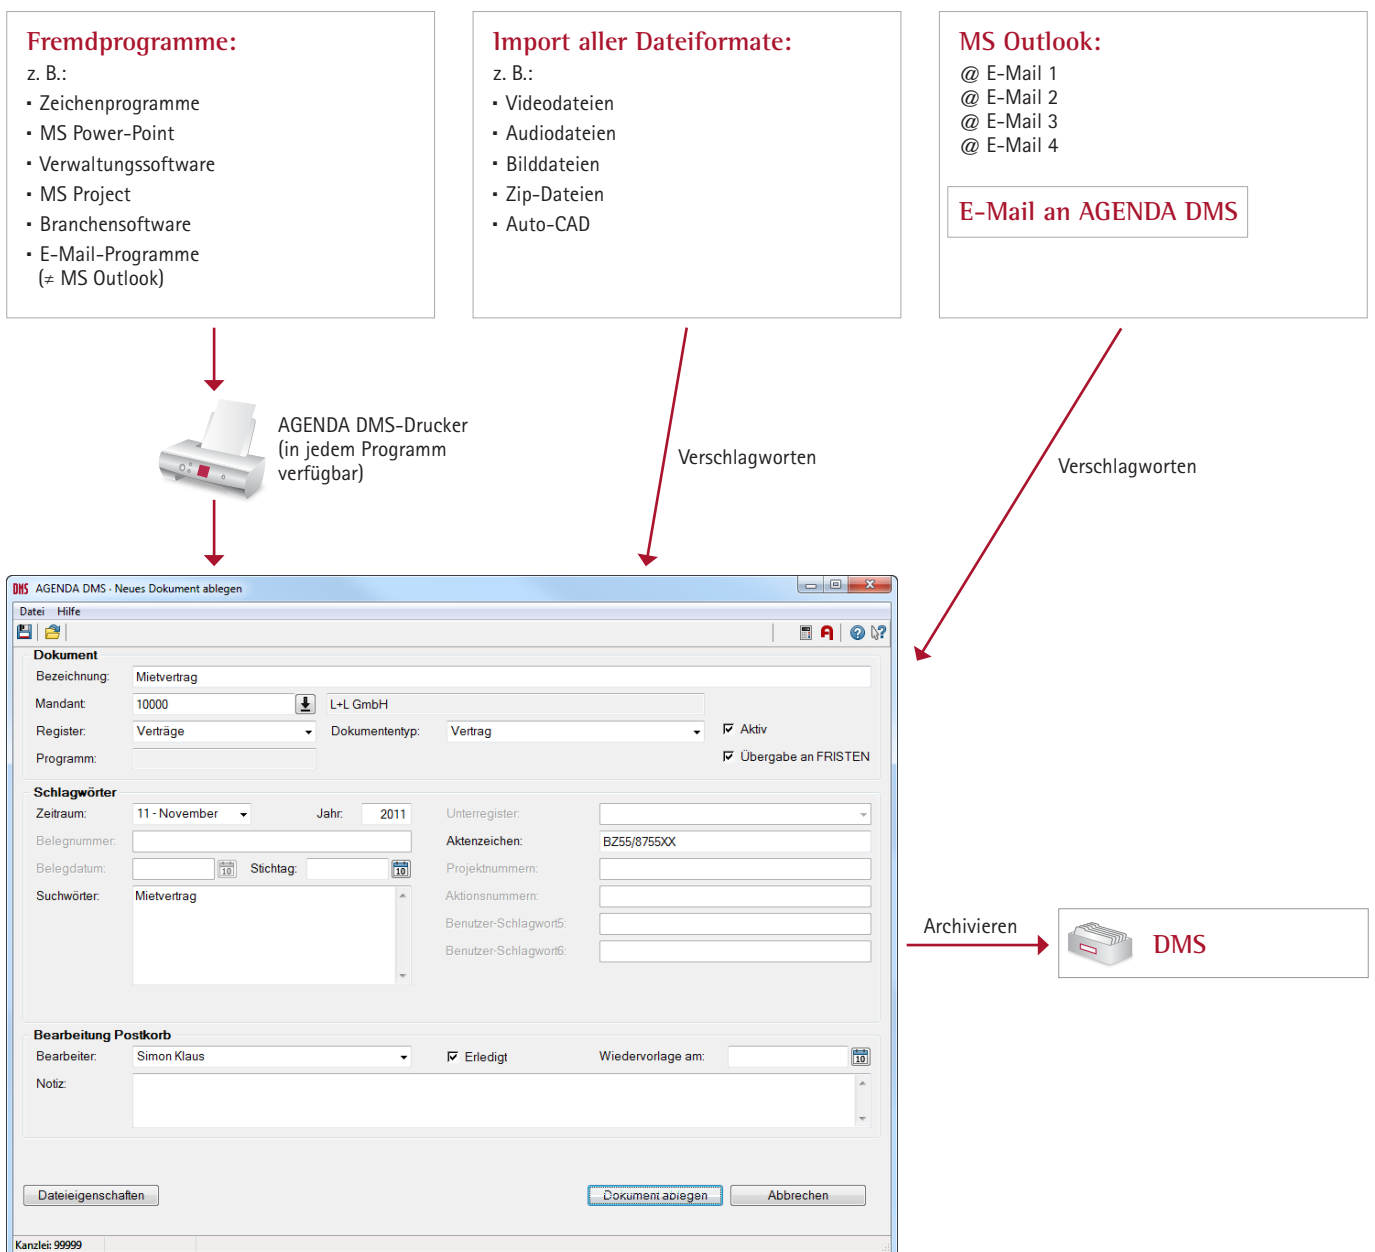 Fremdprogramme:
z. B.:
▪ Zeichenprogramme
▪ MS Power-Point
▪ Verwaltungssoftware
▪ MS Project
▪ Branchensoftware
▪ E-Mail-Programme
(≠ MS Outlook)
Import aller Dateiformate:
z. B.:
▪ Videodateien
▪ Audiodateien
▪ Bilddateien
▪ Zip-Dateien
▪ Auto-CAD
MS Outlook:
@ E-Mail 1
@ E-Mail 2
@ E-Mail 3
@ E-Mail 4
E-Mail an AGENDA DMS
AGENDA DMS-Drucker
(in jedem Programm
verfügbar)
Verschlagworten
Verschlagworten
DMS AGENDA DMS - Neues Dokument ablegen
Datei Hilfe
Dokument
Bezeichnung: Mietvertrag
Mandant: 10000 L+L GmbH
Register: Verträge Dokumententyp: Vertrag Aktiv
Programm: Übergabe an FRISTEN
Schlagwörter
Zeitraum: 11 - November Jahr: 2011 Unterregister:
Belegnummer: Aktenzeichen: BZ55/8755XX
Belegdatum: 10 Stichtag: 10 Projektnummern:
Suchwörter: Mietvertrag Aktionsnummern:
Benutzer-Schlagwort5:
Benutzer-Schlagwort6:
Archivieren
DMS
Bearbeitung Postkorb
Bearbeiter: Simon Klaus Erledigt Wiedervorlage am: 10
Notiz:
Dateieigenschaften Dokument ablegen Abbrechen
Kanzlei: 99999